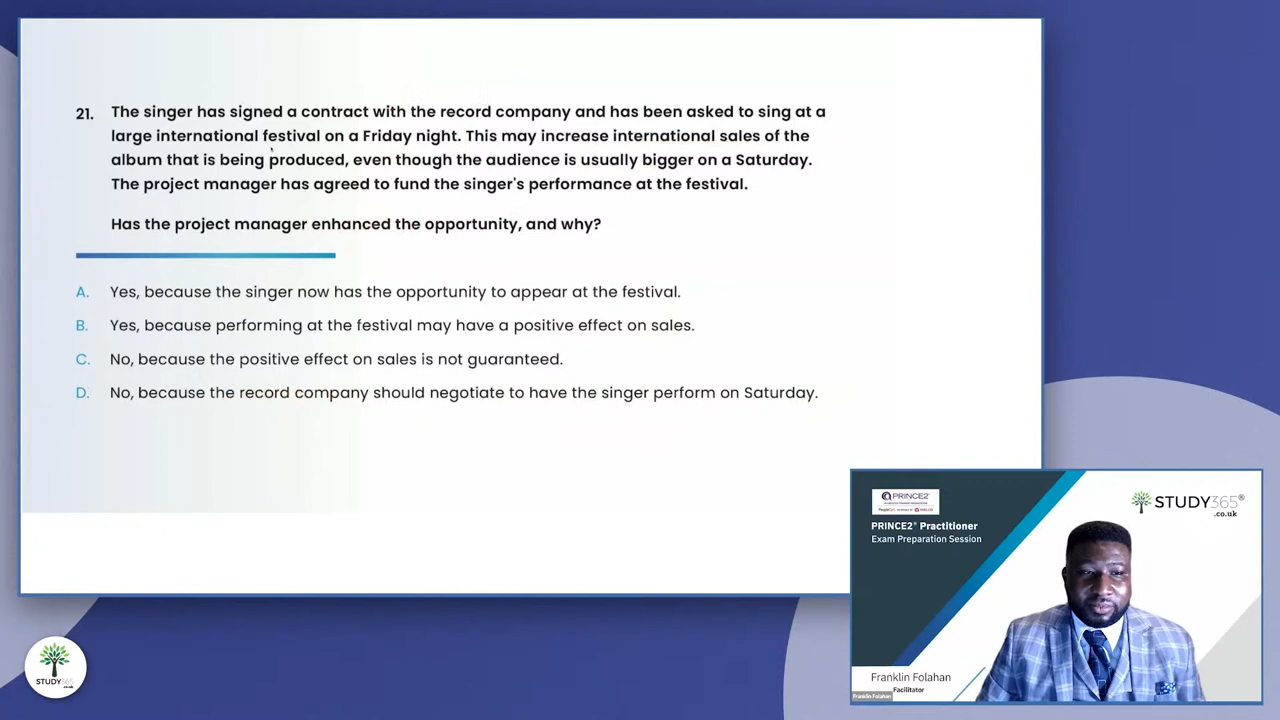 21. The singer has signed a contract with the record company and has been asked to sing at a
large international festival on a Friday night. This may increase international sales of the
album that is being produced, even though the audience is usually bigger on a Saturday.
The project manager has agreed to fund the singer's performance at the festival.
Has the project manager enhanced the opportunity, and why?
A. Yes, because the singer now has the opportunity to appear at the festival.
B. Yes, because performing at the festival may have a positive effect on sales.
C. No, because the positive effect on sales is not guaranteed.
D. No, because the record company should negotiate to have the singer perform on Saturday.
PRINCE2
STUDY365®
.co.uk
PRINCE2® Practitioner
Exam Preparation Session
Franklin Folahan
Facilitator
Franklin Folahan
STUDY365
.co.uk